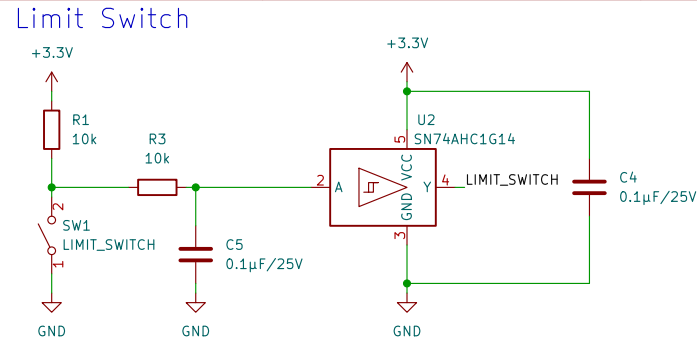 Limit Switch
+3.3V
R1
10k
R3
10k
2
SW1
LIMIT_SWITCH
1
GND
C5
0.1µF/25V
GND
+3.3V
U2
SN74AHC1G14
5
VCC
2
A
Y
4
LIMIT_SWITCH
GND
3
GND
C4
0.1µF/25V